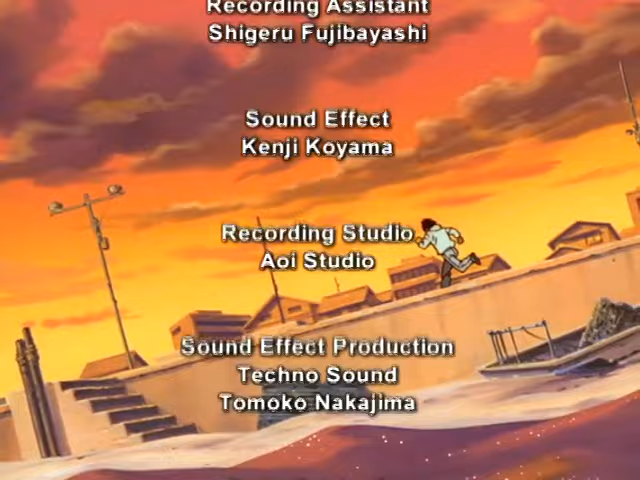 Recording Assistant
Shigeru Fujibayashi
Sound Effect
Kenji Koyama
Recording Studio
Aoi Studio
Sound Effect Production
Techno Sound
Tomoko Nakajima